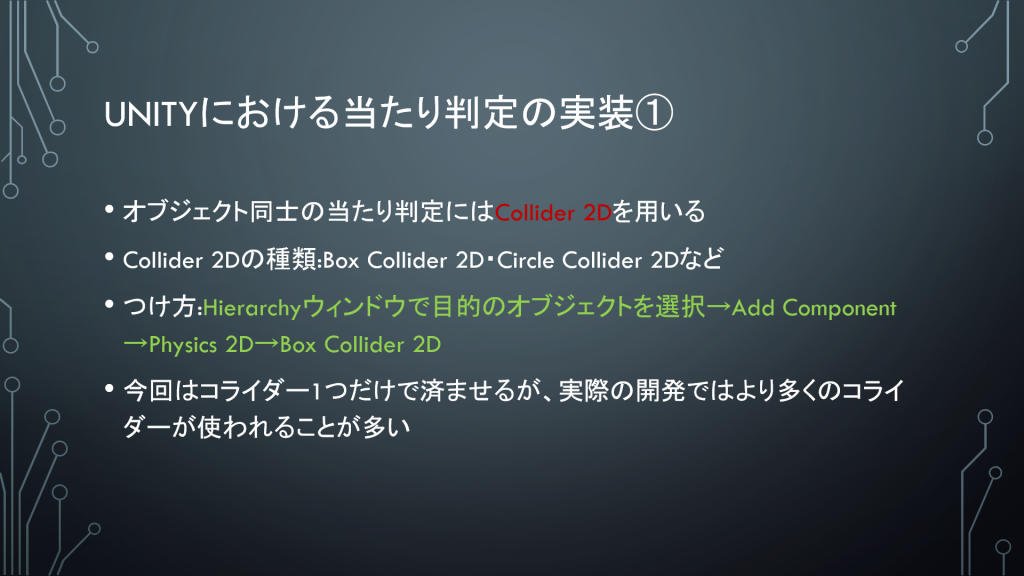 UNITYにおける当たり判定の実装①
• オブジェクト同士の当たり判定にはCollider 2Dを用いる
• Collider 2Dの種類:Box Collider 2D・Circle Collider 2Dなど
• つけ方:Hierarchyウィンドウで目的のオブジェクトを選択→Add Component
→Physics 2D→Box Collider 2D
• 今回はコライダー1つだけで済ませるが、実際の開発ではより多くのコライ
ダーが使われることが多い